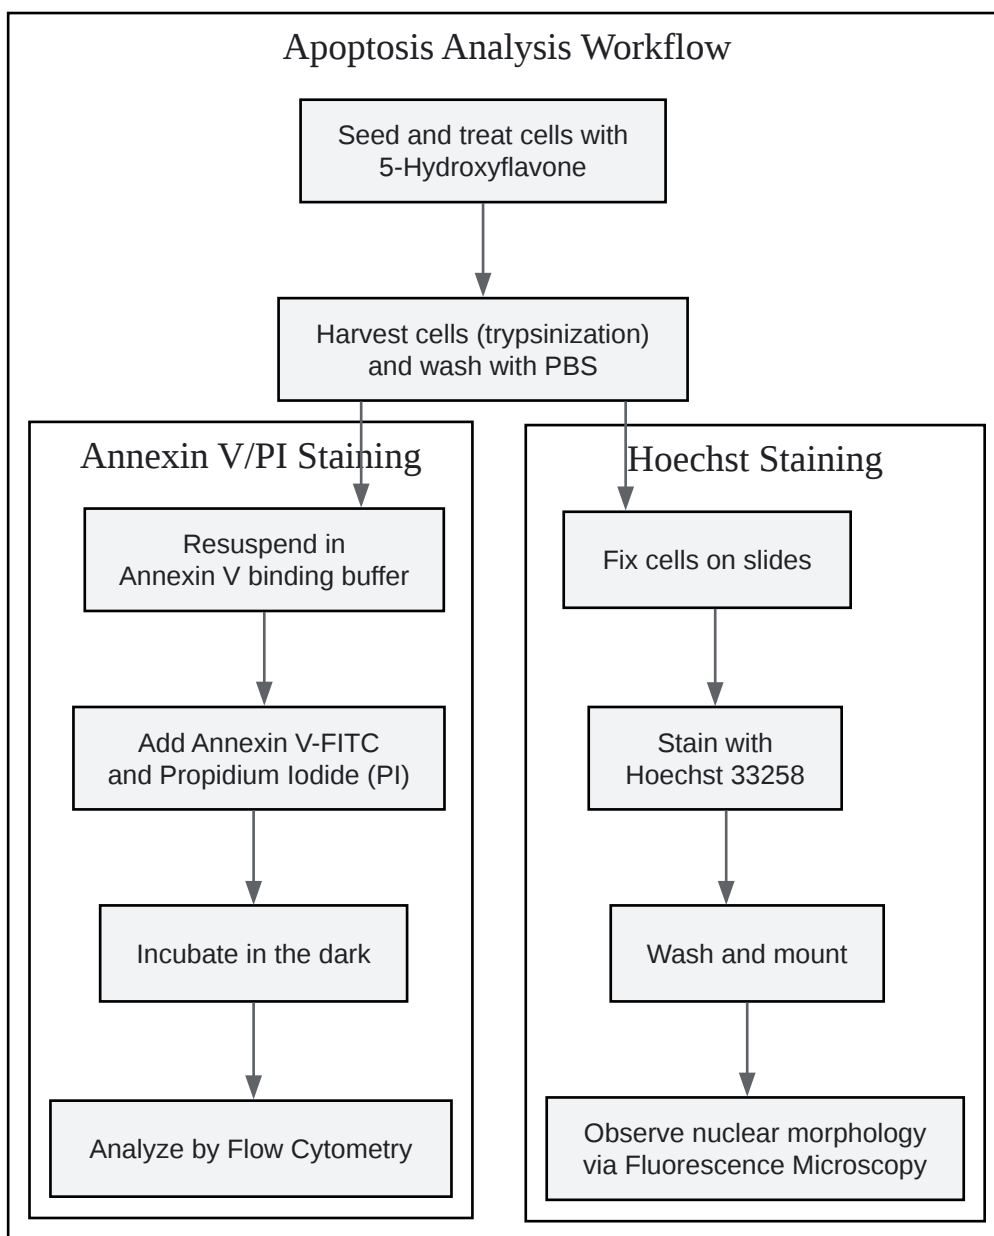 Apoptosis Analysis Workflow
Seed and treat cells with
5-Hydroxyflavone
Harvest cells (trypsinization)
and wash with PBS
Annexin V/PI Staining
Resuspend in
Annexin V binding buffer
Add Annexin V-FITC
and Propidium Iodide (PI)
Incubate in the dark
Analyze by Flow Cytometry
Hoechst Staining
Fix cells on slides
Stain with
Hoechst 33258
Wash and mount
Observe nuclear morphology
via Fluorescence Microscopy